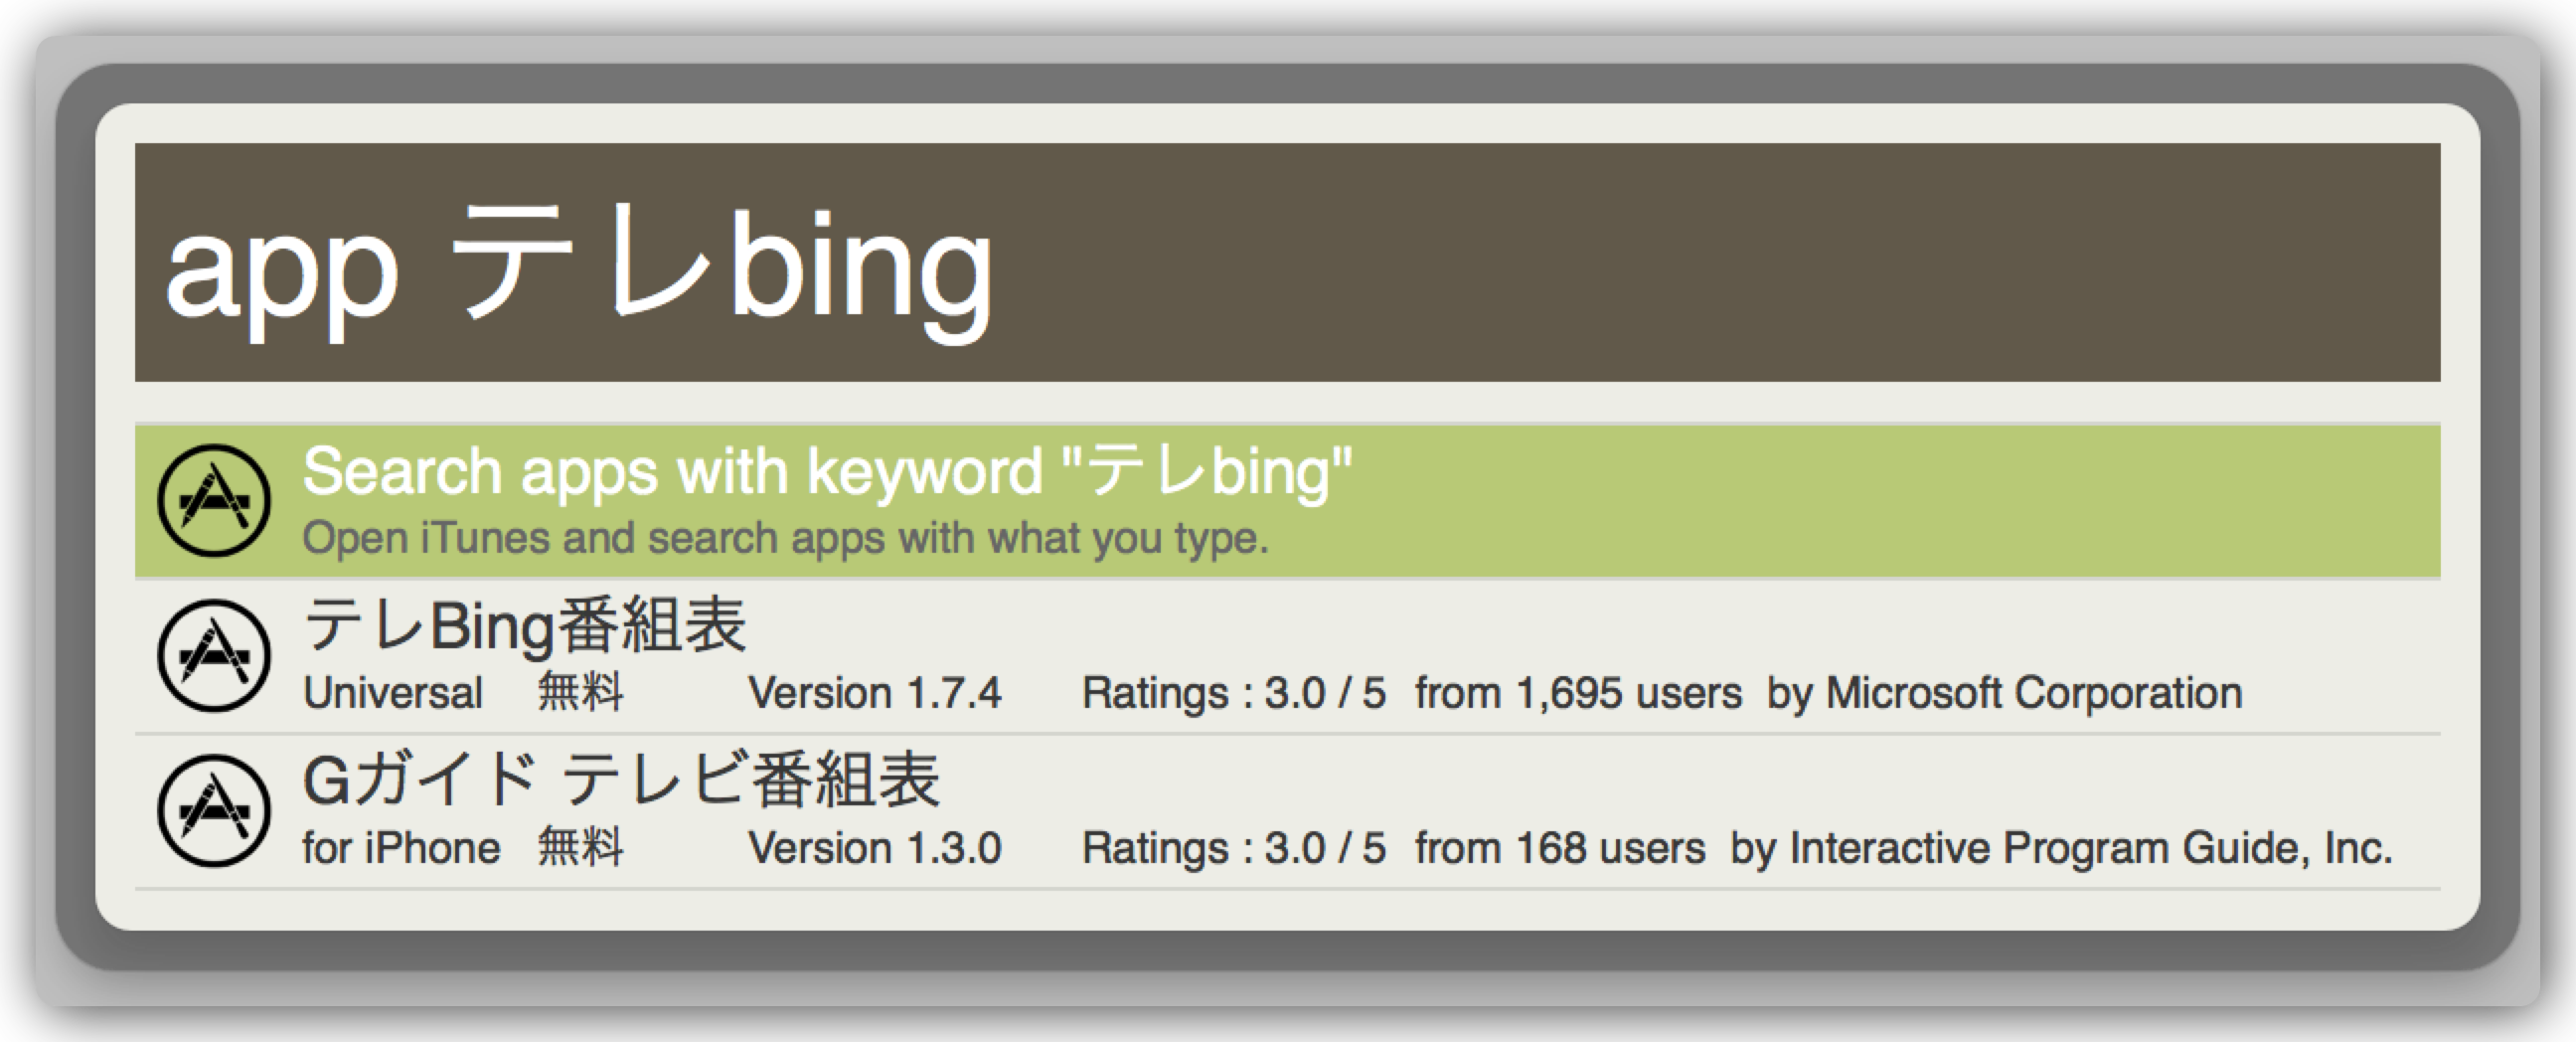 app テレbing
Search apps with keyword "テレbing"
Open iTunes and search apps with what you type.
テレBing番組表
Universal 無料 Version 1.7.4 Ratings : 3.0 / 5 from 1,695 users by Microsoft Corporation
Gガイド テレビ番組表
for iPhone 無料 Version 1.3.0 Ratings : 3.0 / 5 from 168 users by Interactive Program Guide, Inc.